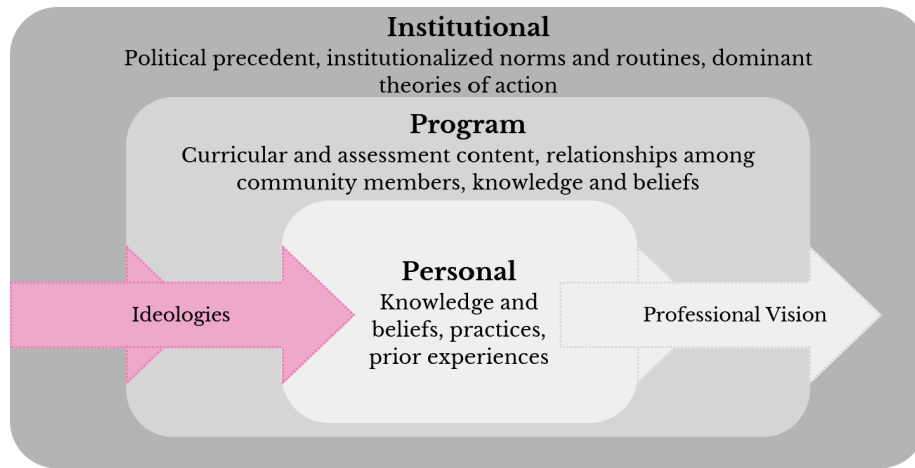 Institutional
Political precedent, institutionalized norms and routines, dominant
theories of action
Program
Curricular and assessment content, relationships among
community members, knowledge and beliefs
Personal
Knowledge and
beliefs, practices,
prior experiences
Ideologies
Professional Vision